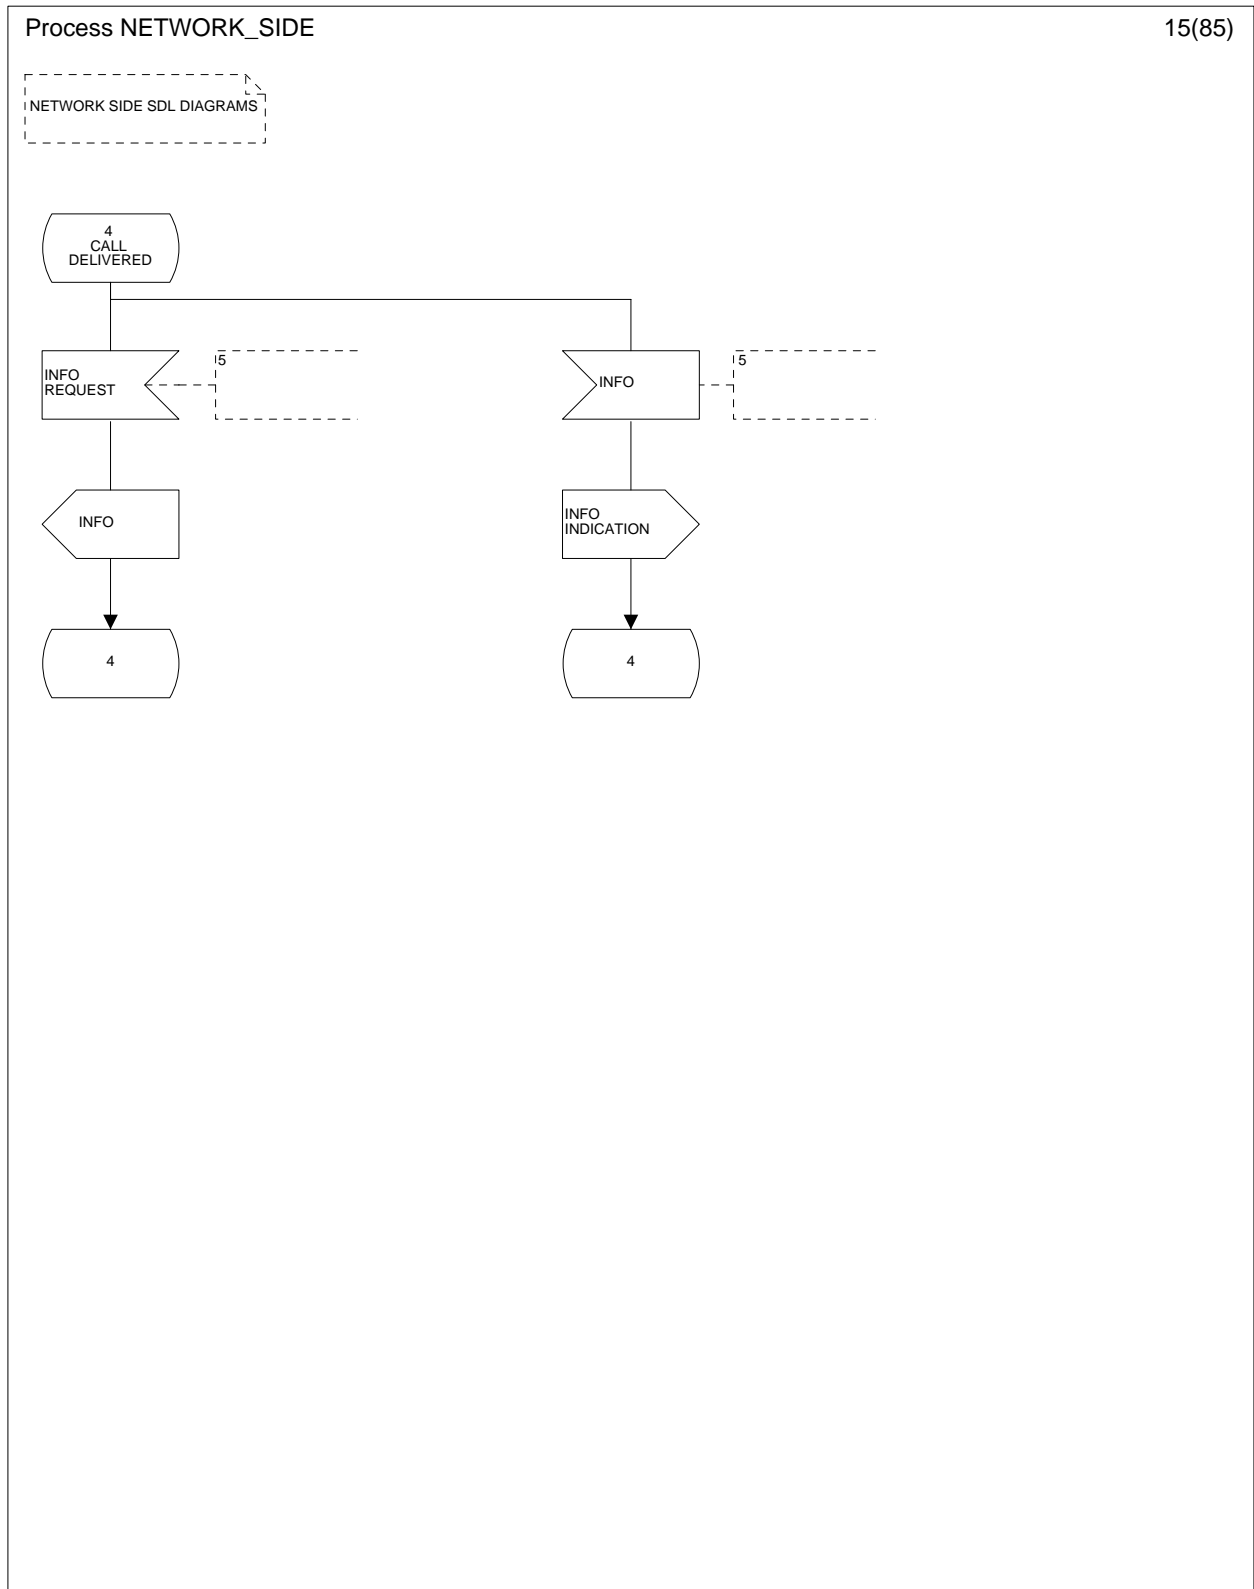 Process NETWORK_SIDE
15(85)
NETWORK SIDE SDL DIAGRAMS
4
CALL
DELIVERED
INFO
REQUEST
5
INFO
5
INFO
INFO
INDICATION
4
4